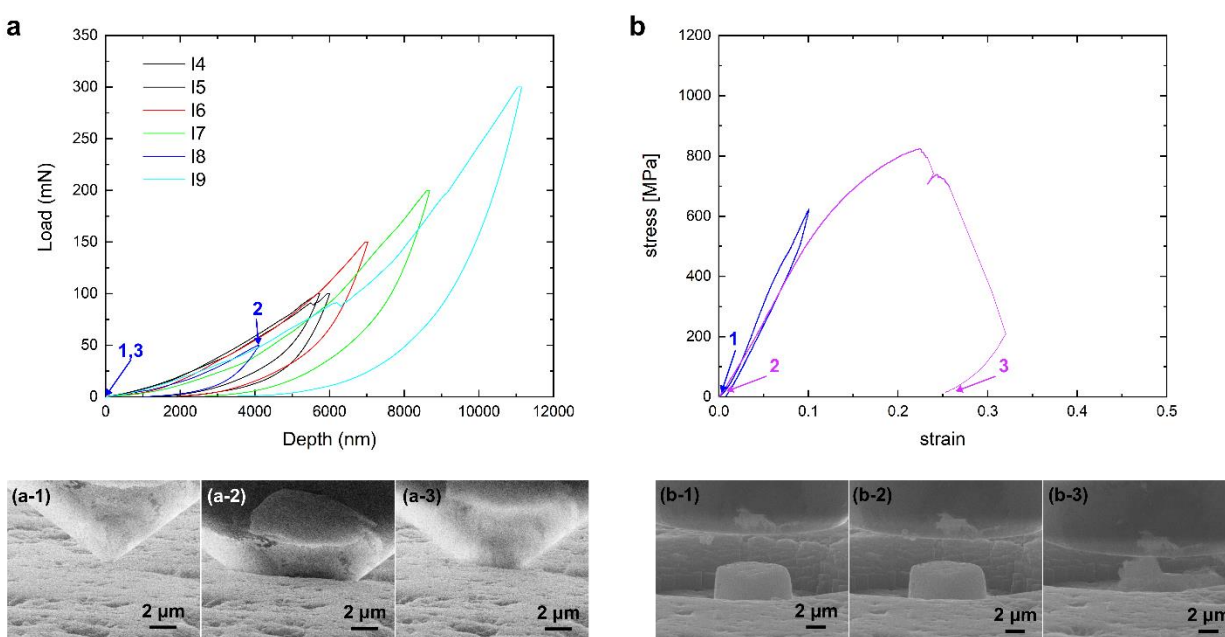 a
350
300
250
200
150
100
50
0
Load (mN)
I4
I5
I6
I7
I8
I9
1,3
2
0 2000 4000 6000 8000 10000 12000
Depth (nm)
b
1200
1000
800
600
400
200
0
stress [MPa]
1
2
3
0.0 0.1 0.2 0.3 0.4 0.5
strain
(a-1) (a-2) (a-3)
2 μm 2 μm 2 μm
(b-1) (b-2) (b-3)
2 μm 2 μm 2 μm